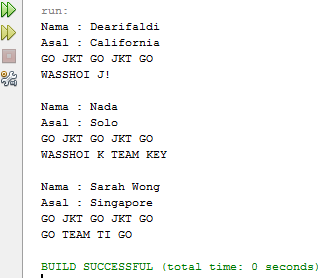 run:
Nama : Dearifaldi
Asal : California
GO JKT GO JKT GO
WASSHOI J!
Nama : Nada
Asal : Solo
GO JKT GO JKT GO
WASSHOI K TEAM KEY
Nama : Sarah Wong
Asal : Singapore
GO JKT GO JKT GO
GO TEAM TI GO
BUILD SUCCESSFUL (total time: 0 seconds)